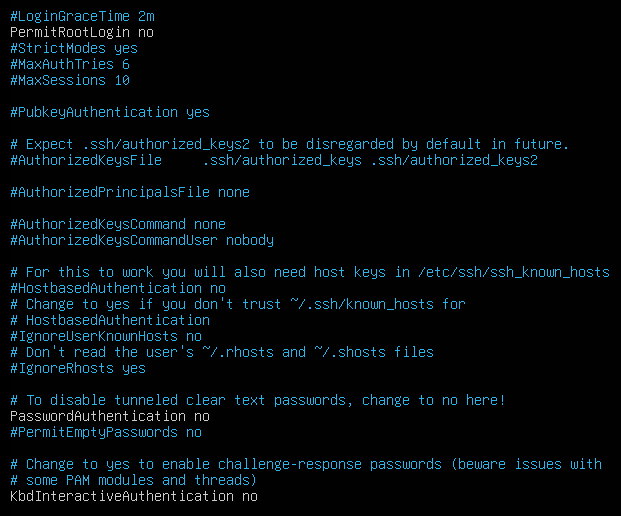 #LoginGraceTime 2m
PermitRootLogin no
#StrictModes yes
#MaxAuthTries 6
#MaxSessions 10
#PubkeyAuthentication yes
# Expect .ssh/authorized_keys2 to be disregarded by default in future.
#AuthorizedKeysFile     .ssh/authorized_keys .ssh/authorized_keys2
#AuthorizedPrincipalsFile none
#AuthorizedKeysCommand none
#AuthorizedKeysCommandUser nobody
# For this to work you will also need host keys in /etc/ssh/ssh_known_hosts
#HostbasedAuthentication no
# Change to yes if you don't trust ~/.ssh/known_hosts for
# HostbasedAuthentication
#IgnoreUserKnownHosts no
# Don't read the user's ~/.rhosts and ~/.shosts files
#IgnoreRhosts yes
# To disable tunneled clear text passwords, change to no here!
PasswordAuthentication no
#PermitEmptyPasswords no
# Change to yes to enable challenge-response passwords (beware issues with
# some PAM modules and threads)
KbdInteractiveAuthentication no